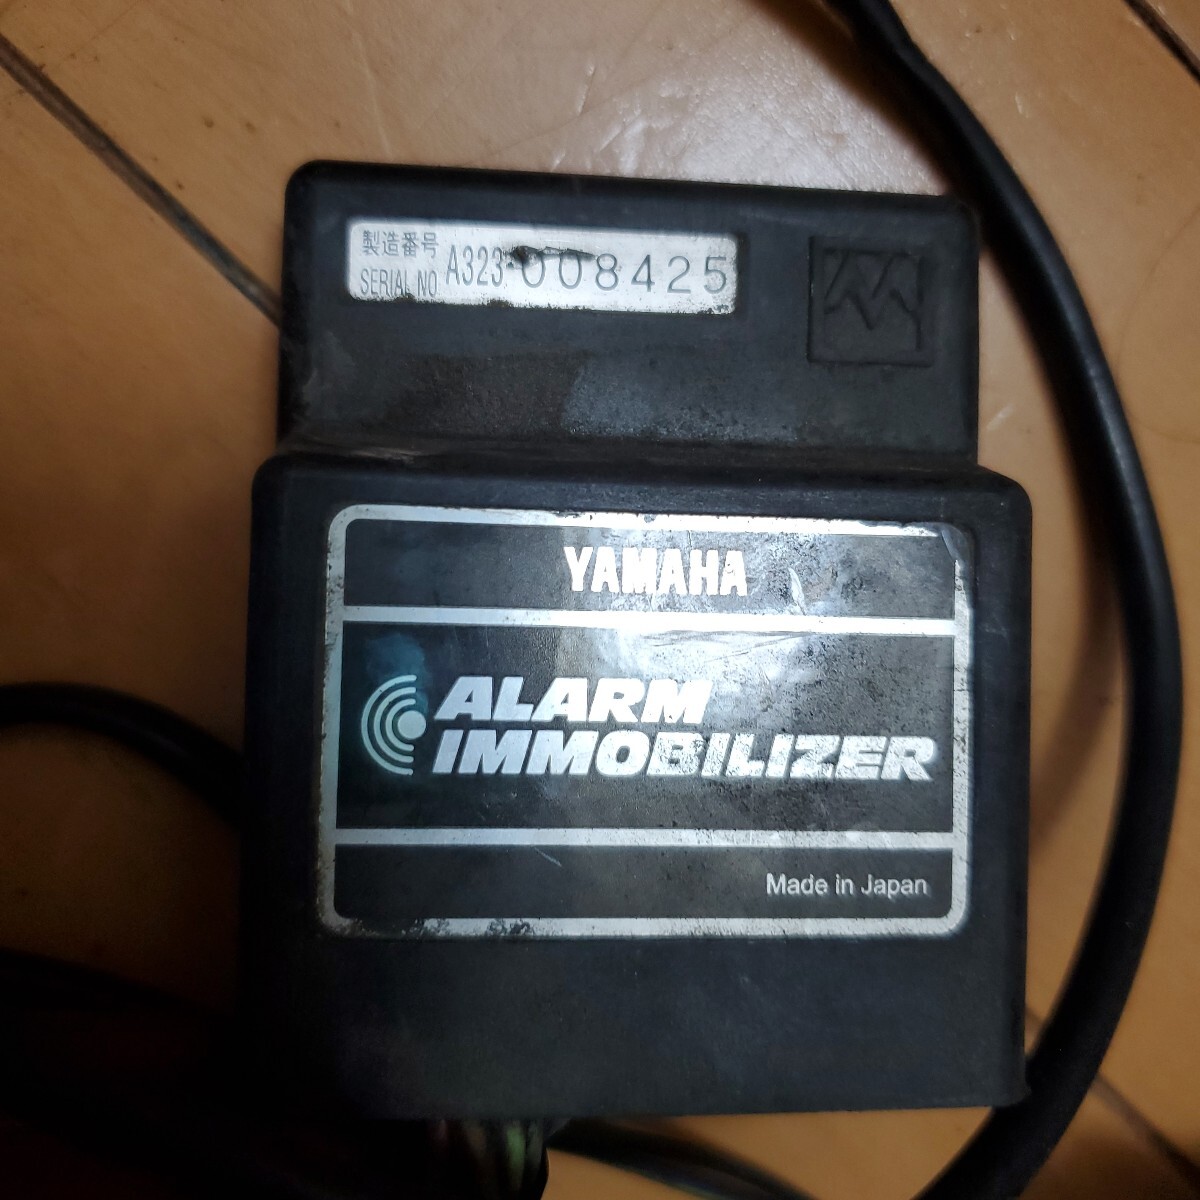 製造番号
SERIAL NO A323-008425
YAMAHA
ALARM
IMMOBILIZER
Made in Japan